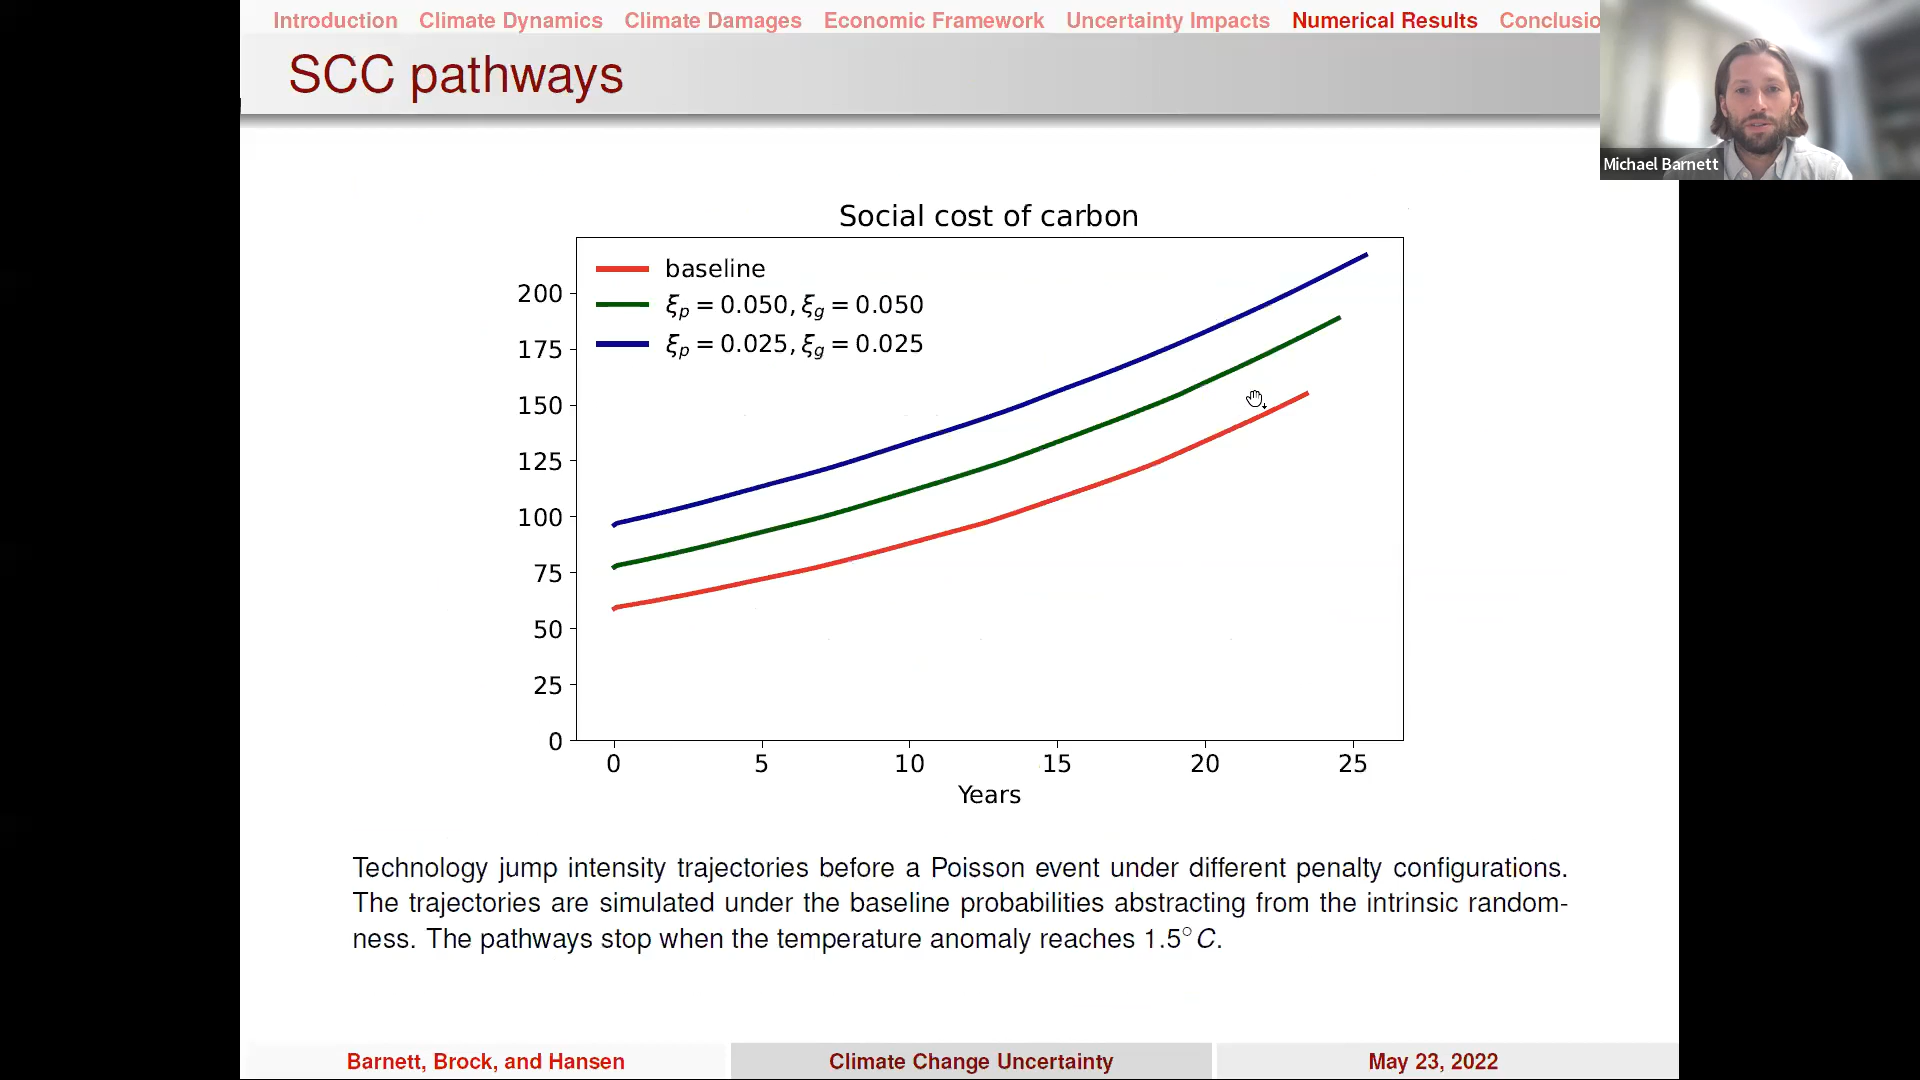 Introduction Climate Dynamics Climate Damages Economic Framework Uncertainty Impacts Numerical Results Conclusio
SCC pathways
Michael Barnett
Social cost of carbon
baseline
ξp = 0.050, ξg = 0.050
ξp = 0.025, ξg = 0.025
200
175
150
125
100
75
50
25
0
0 5 10 15 20 25
Years
Technology jump intensity trajectories before a Poisson event under different penalty configurations.
The trajectories are simulated under the baseline probabilities abstracting from the intrinsic random-
ness. The pathways stop when the temperature anomaly reaches 1.5°C.
Barnett, Brock, and Hansen Climate Change Uncertainty May 23, 2022